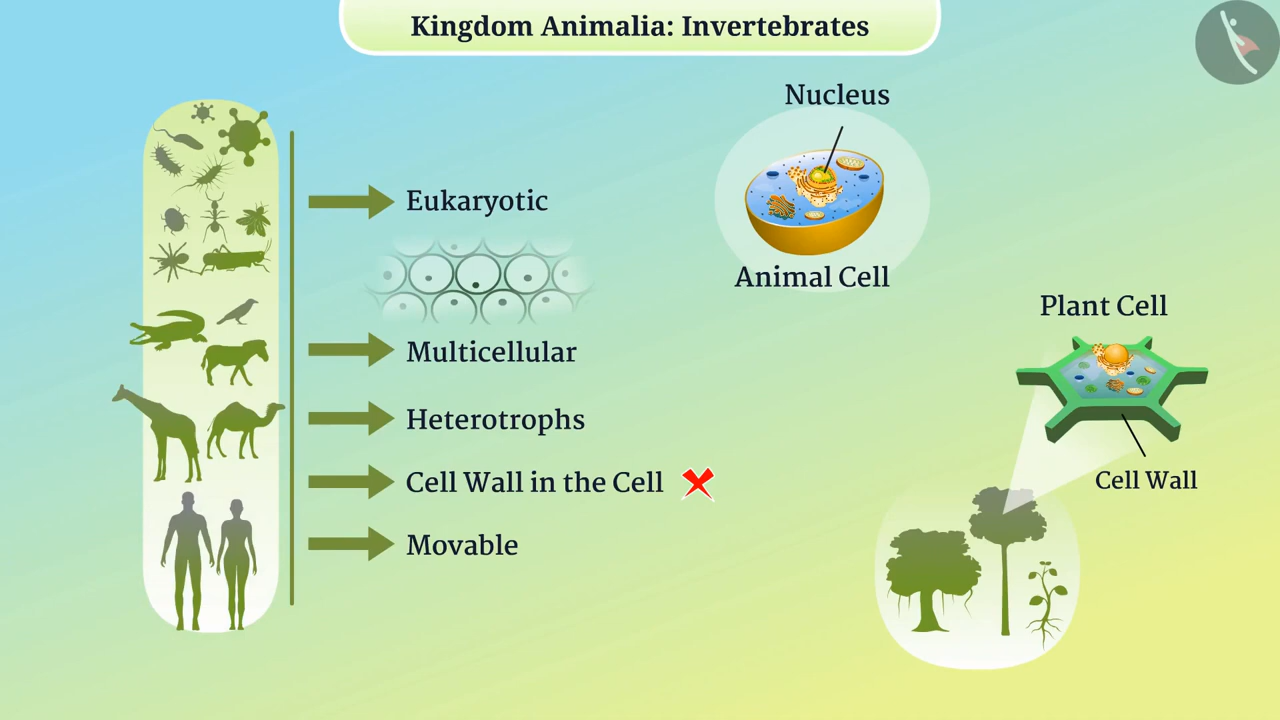 Kingdom Animalia: Invertebrates
Nucleus
Eukaryotic
Animal Cell
Plant Cell
Multicellular
Heterotrophs
Cell Wall in the Cell
Cell Wall
Movable